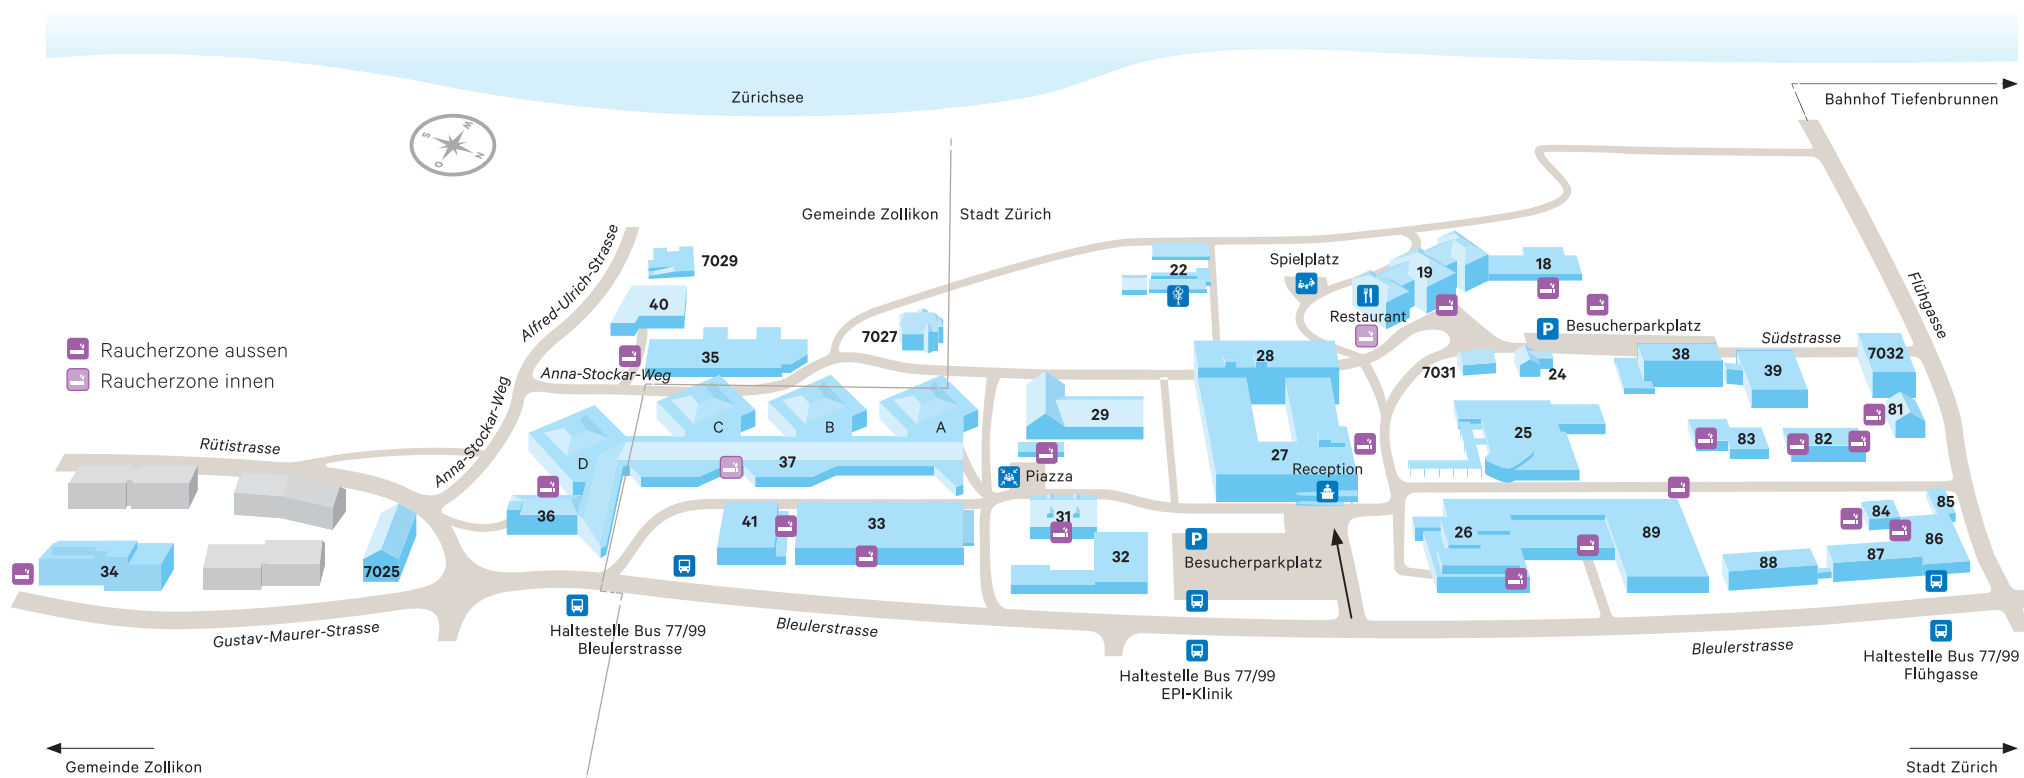 Zürichsee
Bahnhof Tiefenbrunnen
W
S
N
O
Gemeinde Zollikon
Stadt Zürich
Alfred-Ulrich-Strasse
7029
40
22
Spielplatz
19
18
Flühgasse
Restaurant
P
Besucherparkplatz
Südstrasse
7027
35
Anna-Stockar-Weg
Raucherzone aussen
Raucherzone innen
28
7031
24
38
39
7032
81
29
C
B
A
D
37
25
83
82
Rütistrasse
Anna-Stockar-Weg
27
Reception
Piazza
36
41
33
31
32
P
Besucherparkplatz
26
89
84
85
86
87
88
34
7025
Gustav-Maurer-Strasse
Haltestelle Bus 77/99
Bleulerstrasse
Bleulerstrasse
Haltestelle Bus 77/99
EPI-Klinik
Bleulerstrasse
Haltestelle Bus 77/99
Flühgasse
Gemeinde Zollikon
Stadt Zürich